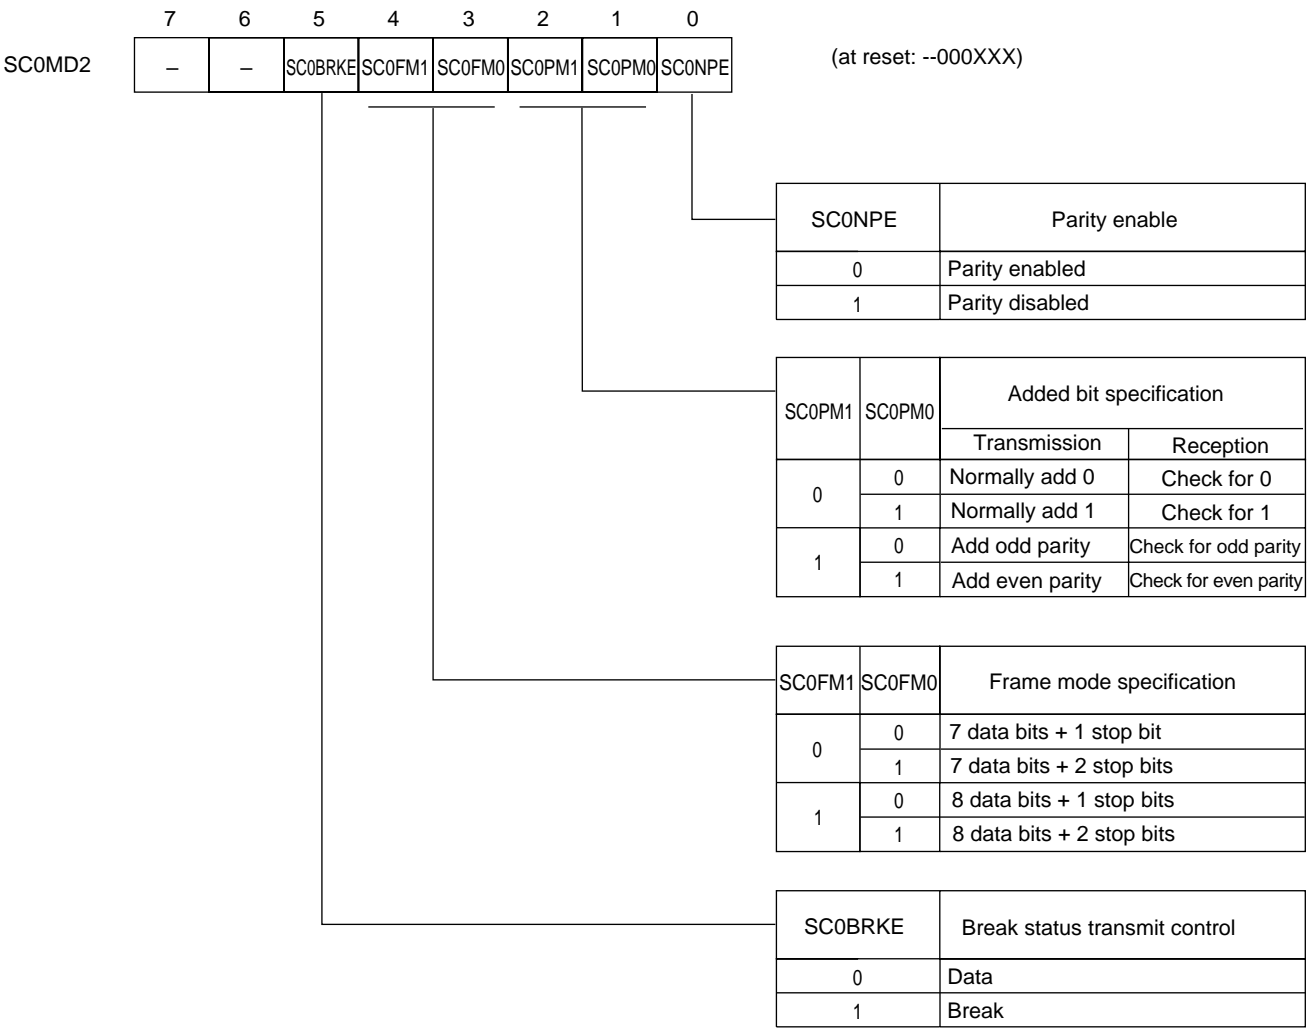 7 6 5 4 3 2 1 0
SC0MD2 – – SC0BRKE SC0FM1 SC0FM0 SC0PM1 SC0PM0 SC0NPE (at reset: --000XXX)
SC0NPE Parity enable
0 Parity enabled
1 Parity disabled
SC0PM1 SC0PM0 Added bit specification
Transmission Reception
0 0 Normally add 0 Check for 0
1 Normally add 1 Check for 1
1 0 Add odd parity Check for odd parity
1 Add even parity Check for even parity
SC0FM1 SC0FM0 Frame mode specification
0 0 7 data bits + 1 stop bit
1 7 data bits + 2 stop bits
1 0 8 data bits + 1 stop bits
1 8 data bits + 2 stop bits
SC0BRKE Break status transmit control
0 Data
1 Break